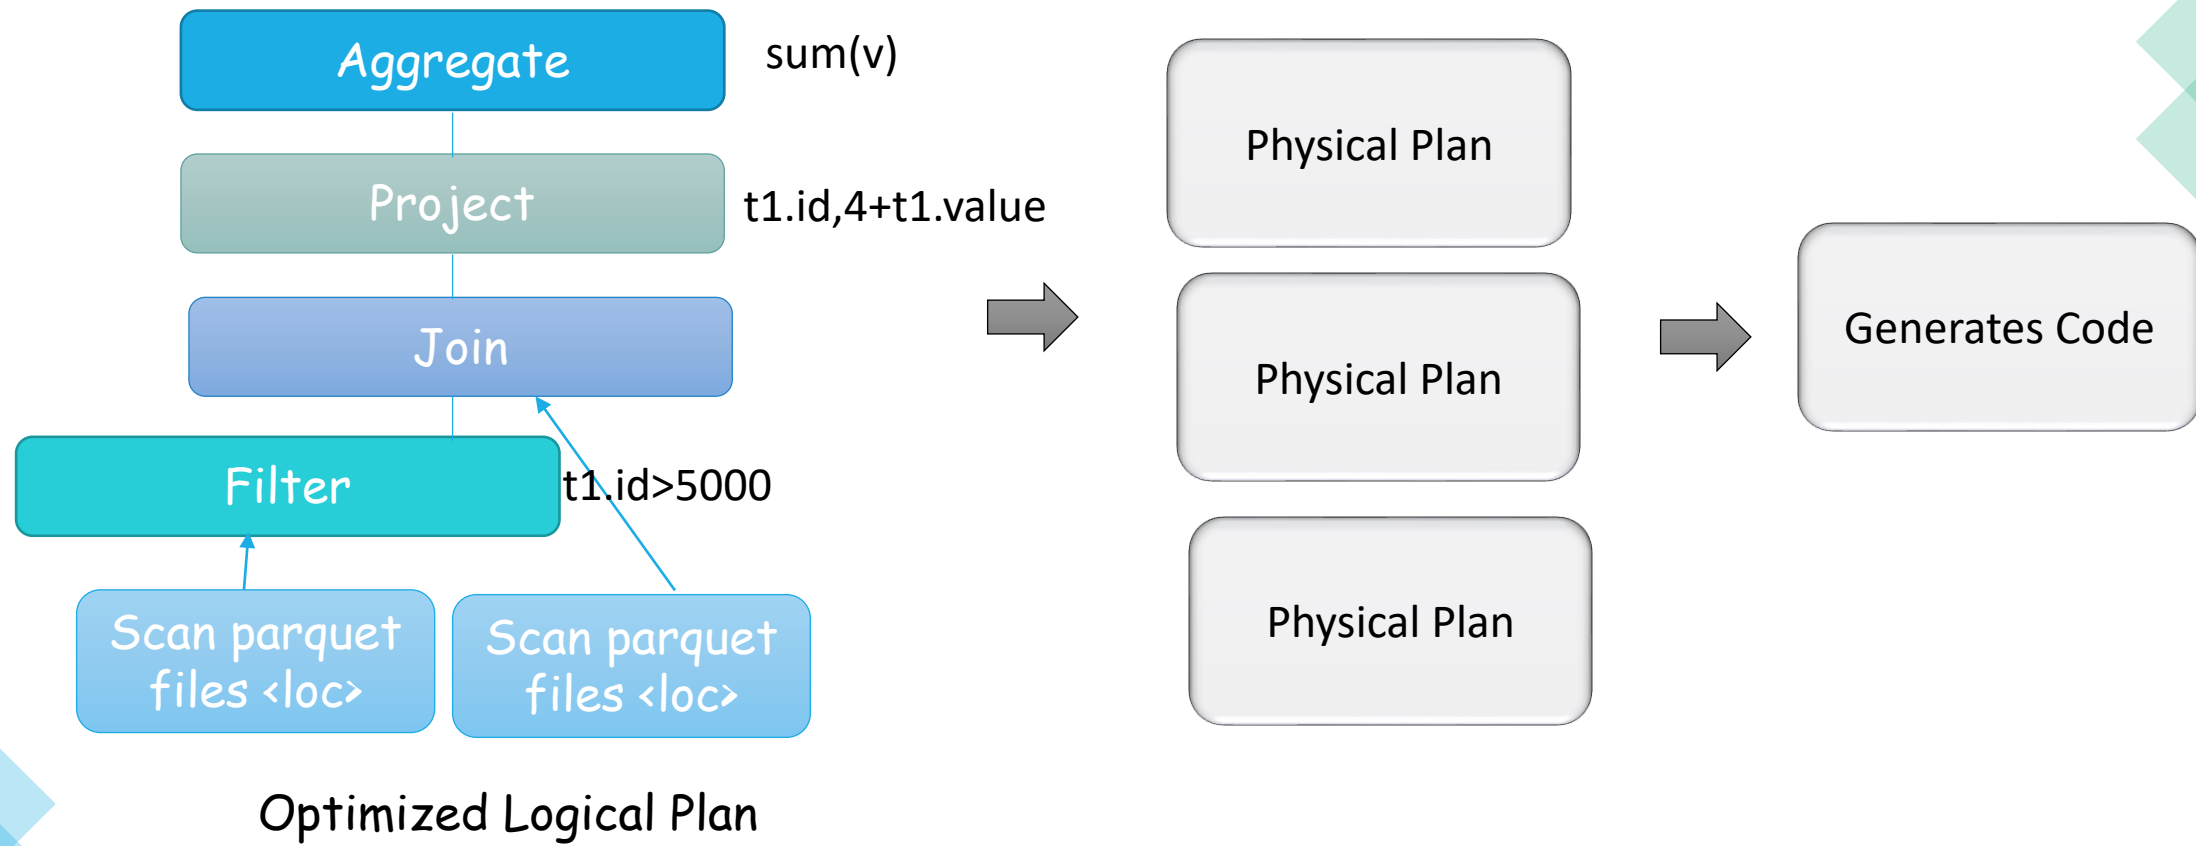 Aggregate
sum(v)
Project
t1.id,4+t1.value
Join
Filter
t1.id>5000
Scan parquet
files <loc>
Scan parquet
files <loc>
Optimized Logical Plan
Physical Plan
Physical Plan
Physical Plan
Generates Code